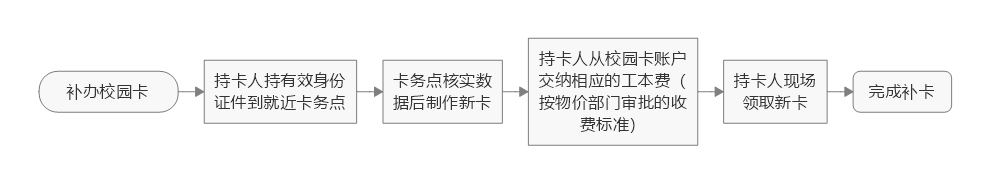 补办校园卡
持卡人持有效身份
证件到就近卡务点
卡务点核实数
据后制作新卡
持卡人从校园卡账户
交纳相应的工本费（
按物价部门审批的收
费标准)
持卡人现场
领取新卡
完成补卡